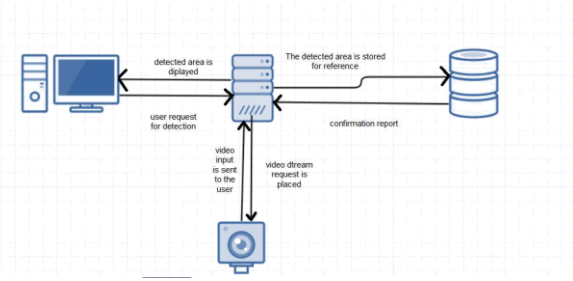 detected area is
diplayed
The detected area is stored
for reference
user request
for detection
confirmation report
video
input
is sent
to the
user
video dtream
request is
placed